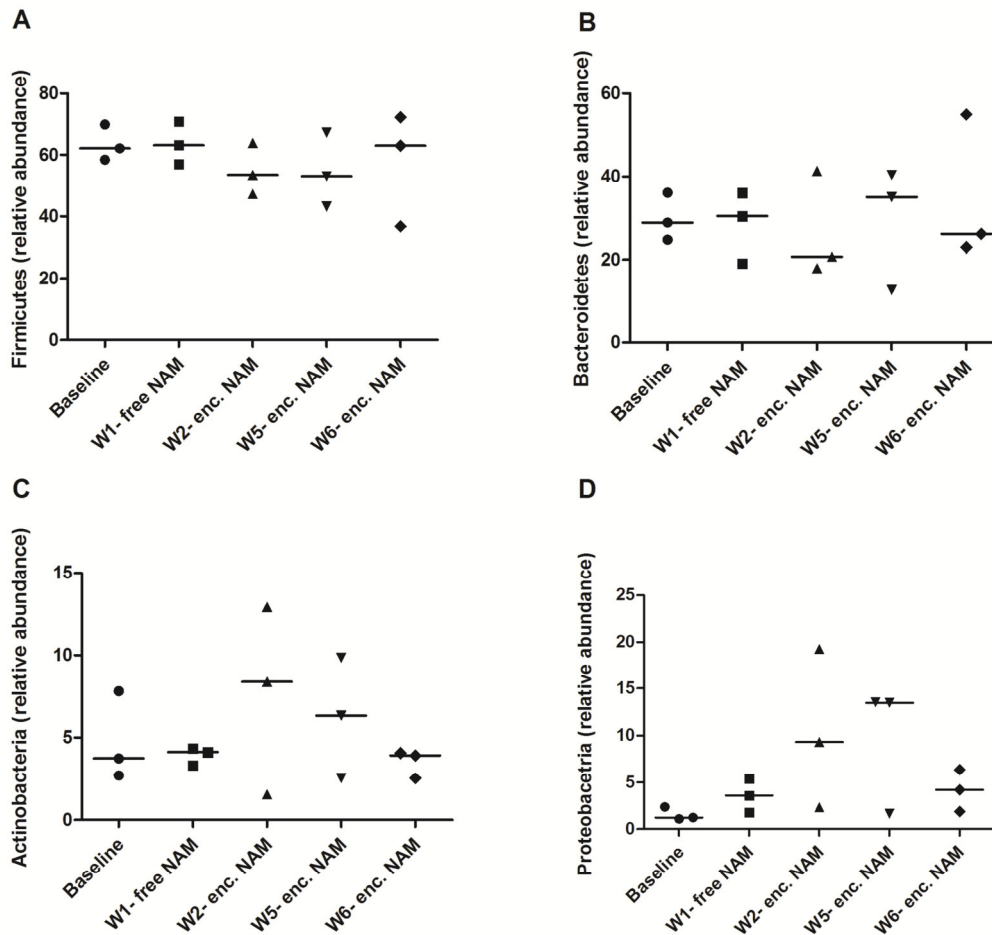 A
Firmicutes (relative abundance)
80
60
40
20
0
Baseline
W1- free NAM
W2- enc. NAM
W5- enc. NAM
W6- enc. NAM
B
Bacteroidetes (relative abundance)
60
40
20
0
Baseline
W1- free NAM
W2- enc. NAM
W5- enc. NAM
W6- enc. NAM
C
Actinobacteria (relative abundance)
15
10
5
0
Baseline
W1- free NAM
W2- enc. NAM
W5- enc. NAM
W6- enc. NAM
D
Proteobacetria (relative abundance)
25
20
15
10
5
0
Baseline
W1- free NAM
W2- enc. NAM
W5- enc. NAM
W6- enc. NAM